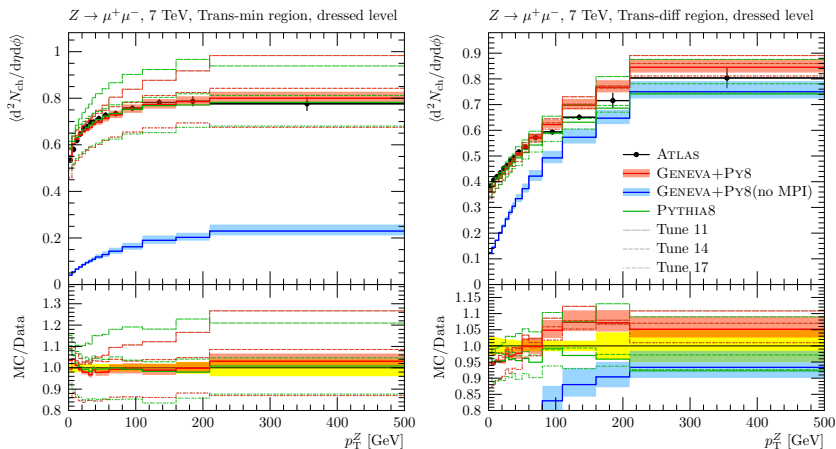 Z → μ⁺μ⁻, 7 TeV, Trans-min region, dressed level
⟨d²N_ch/dηdϕ⟩
1
0.8
0.6
0.4
0.2
0
MC/Data
1.4
1.3
1.2
1.1
1.0
0.9
0.8
0 100 200 300 400 500
p_T^Z [GeV]
Z → μ⁺μ⁻, 7 TeV, Trans-diff region, dressed level
⟨d²N_ch/dηdϕ⟩
0.9
0.8
0.7
0.6
0.5
0.4
0.3
0.2
0.1
0
ATLAS
GENEVA+PY8
GENEVA+PY8(no MPI)
PYTHIA8
Tune 11
Tune 14
Tune 17
MC/Data
1.15
1.10
1.05
1.00
0.95
0.90
0.85
0.8
0 100 200 300 400 500
p_T^Z [GeV]